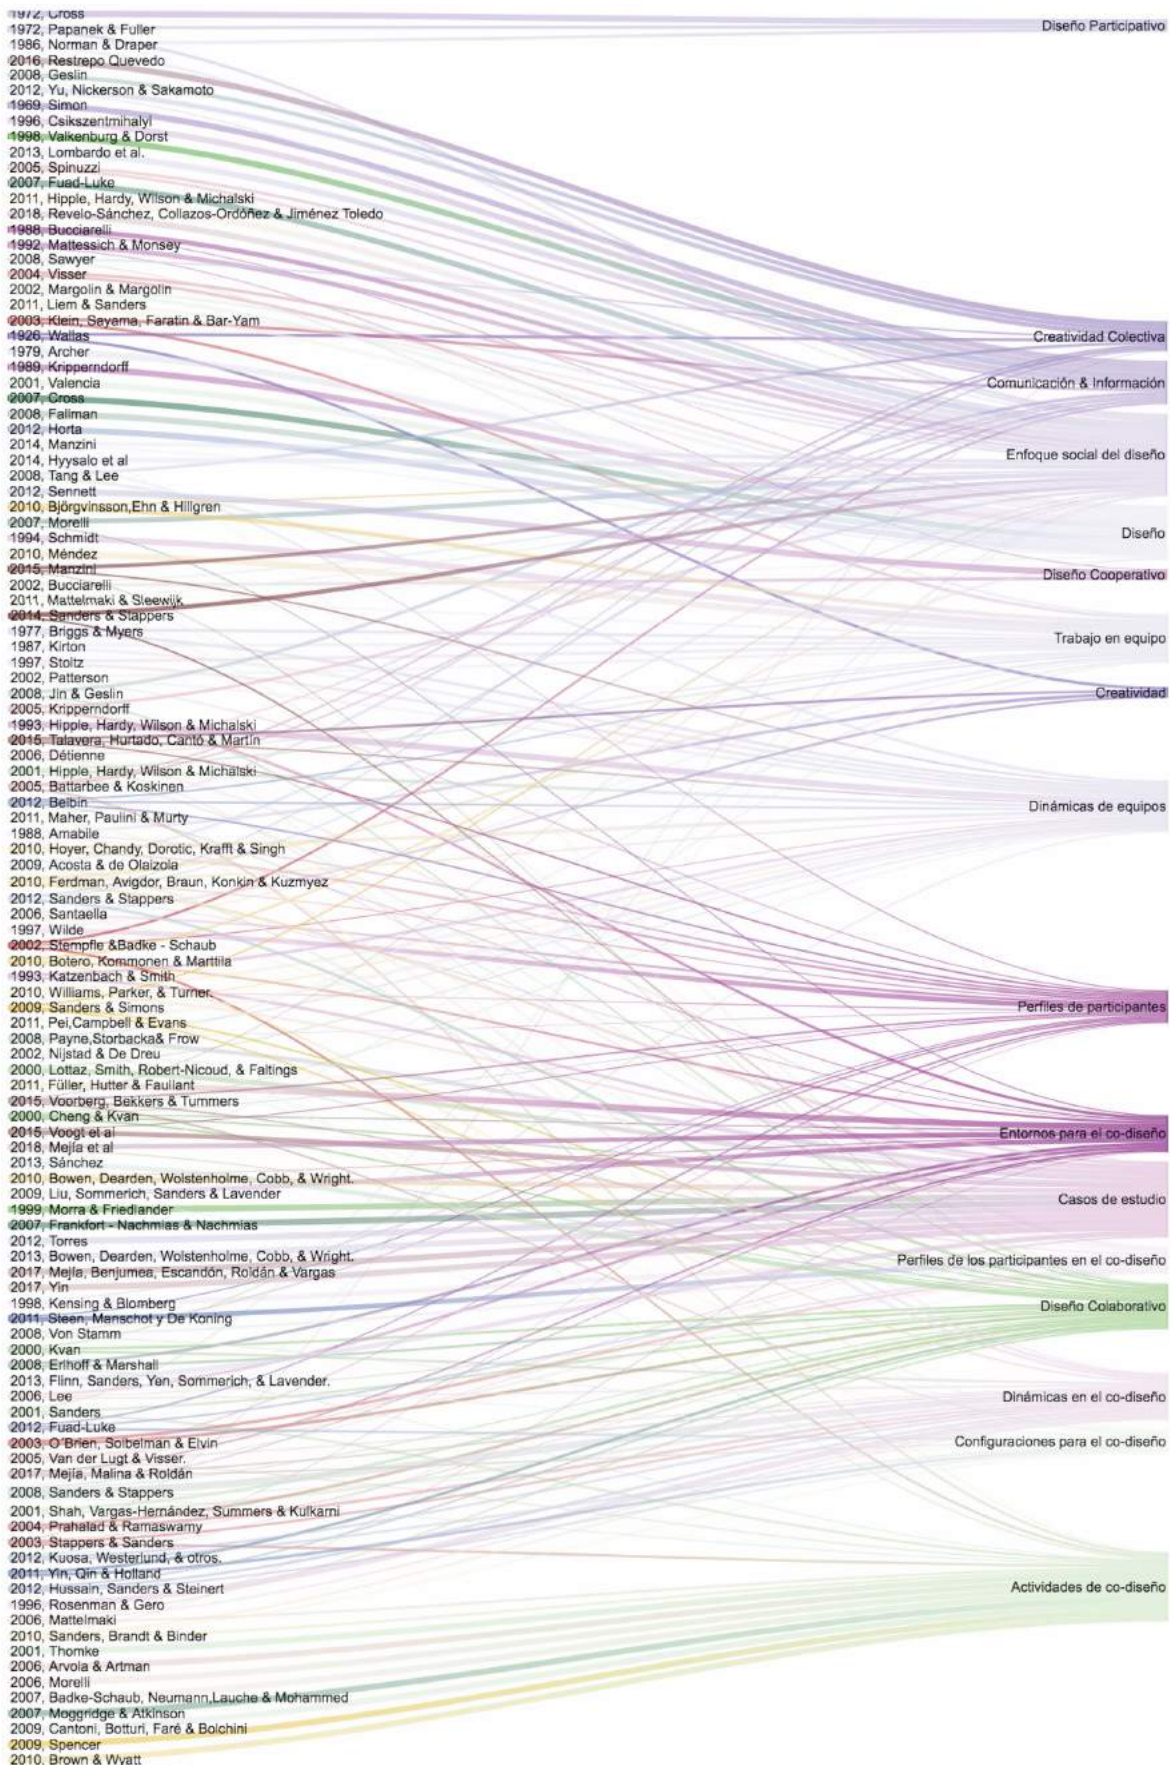 1972, Cross
1972, Papanek & Fuller
1986, Norman & Draper
2016, Restrepo Quevedo
2008, Geslin
2012, Yu, Nickerson & Sakamoto
1969, Simon
1996, Csikszentmihalyi
1998, Valkenburg & Dorst
2013, Lombardo et al.
2005, Spinuzzi
2007, Fuad-Luke
2011, Hipple, Hardy, Wilson & Michalski
2018, Revelo-Sánchez, Collazos-Ordóñez & Jiménez Toledo
1988, Bucciarelli
1992, Mattessich & Monsey
2008, Sawyer
2004, Visser
2002, Margolin & Margolin
2011, Liem & Sanders
2003, Klein, Sayama, Faratin & Bar-Yam
1926, Wallas
1979, Archer
1989, Kripperndorff
2001, Valencia
2007, Cross
2008, Fallman
2012, Horta
2014, Manzini
2014, Hyysalo et al
2008, Tang & Lee
2012, Sennett
2010, Björgvinsson,Ehn & Hillgren
2007, Morelli
1994, Schmidt
2010, Méndez
2015, Manzini
2002, Bucciarelli
2011, Mattelmaki & Sleewijk
2014, Sanders & Stappers
1977, Briggs & Myers
1987, Kirton
1997, Stoltz
2002, Patterson
2008, Jin & Geslin
2005, Kripperndorff
1993, Hipple, Hardy, Wilson & Michalski
2015, Talavera, Hurtado, Cantó & Martín
2006, Détienne
2001, Hipple, Hardy, Wilson & Michalski
2005, Battarbee & Koskinen
2012, Belbin
2011, Maher, Paulini & Murty
1988, Amabile
2010, Hoyer, Chandy, Dorotic, Krafft & Singh
2009, Acosta & de Olaizola
2010, Ferdman, Avigdor, Braun, Konkin & Kuzmyez
2012, Sanders & Stappers
2006, Santaella
1997, Wilde
2002, Stempfle &Badke - Schaub
2010, Botero, Kommonen & Marttila
1993, Katzenbach & Smith
2010, Williams, Parker, & Turner.
2009, Sanders & Simons
2011, Pei,Campbell & Evans
2008, Payne,Storbacka& Frow
2002, Nijstad & De Dreu
2000, Lottaz, Smith, Robert-Nicoud, & Faltings
2011, Füller, Hutter & Faullant
2015, Voorberg, Bekkers & Tummers
2000, Cheng & Kvan
2015, Voogt et al
2018, Mejía et al
2013, Sánchez
2010, Bowen, Dearden, Wolstenholme, Cobb, & Wright.
2009, Liu, Sommerich, Sanders & Lavender
1999, Morra & Friedlander
2007, Frankfort - Nachmias & Nachmias
2012, Torres
2013, Bowen, Dearden, Wolstenholme, Cobb, & Wright.
2017, Mejía, Benjumea, Escandón, Roldán & Vargas
2017, Yin
1998, Kensing & Blomberg
2011, Steen, Manschot y De Koning
2008, Von Stamm
2000, Kvan
2008, Erlhoff & Marshall
2013, Flinn, Sanders, Yen, Sommerich, & Lavender.
2006, Lee
2001, Sanders
2012, Fuad-Luke
2003, O´Brien, Soibelman & Elvin
2005, Van der Lugt & Visser.
2017, Mejía, Malina & Roldán
2008, Sanders & Stappers
2001, Shah, Vargas-Hernández, Summers & Kulkarni
2004, Prahalad & Ramaswamy
2003, Stappers & Sanders
2012, Kuosa, Westerlund, & otros.
2011, Yin, Qin & Holland
2012, Hussain, Sanders & Steinert
1996, Rosenman & Gero
2006, Mattelmaki
2010, Sanders, Brandt & Binder
2001, Thomke
2006, Arvola & Artman
2006, Morelli
2007, Badke-Schaub, Neumann,Lauche & Mohammed
2007, Moggridge & Atkinson
2009, Cantoni, Botturi, Faré & Bolchini
2009, Spencer
2010, Brown & Wyatt
Diseño Participativo
Creatividad Colectiva
Comunicación & Información
Enfoque social del diseño
Diseño
Diseño Cooperativo
Trabajo en equipo
Creatividad
Dinámicas de equipos
Perfiles de participantes
Entornos para el co-diseño
Casos de estudio
Perfiles de los participantes en el co-diseño
Diseño Colaborativo
Dinámicas en el co-diseño
Configuraciones para el co-diseño
Actividades de co-diseño